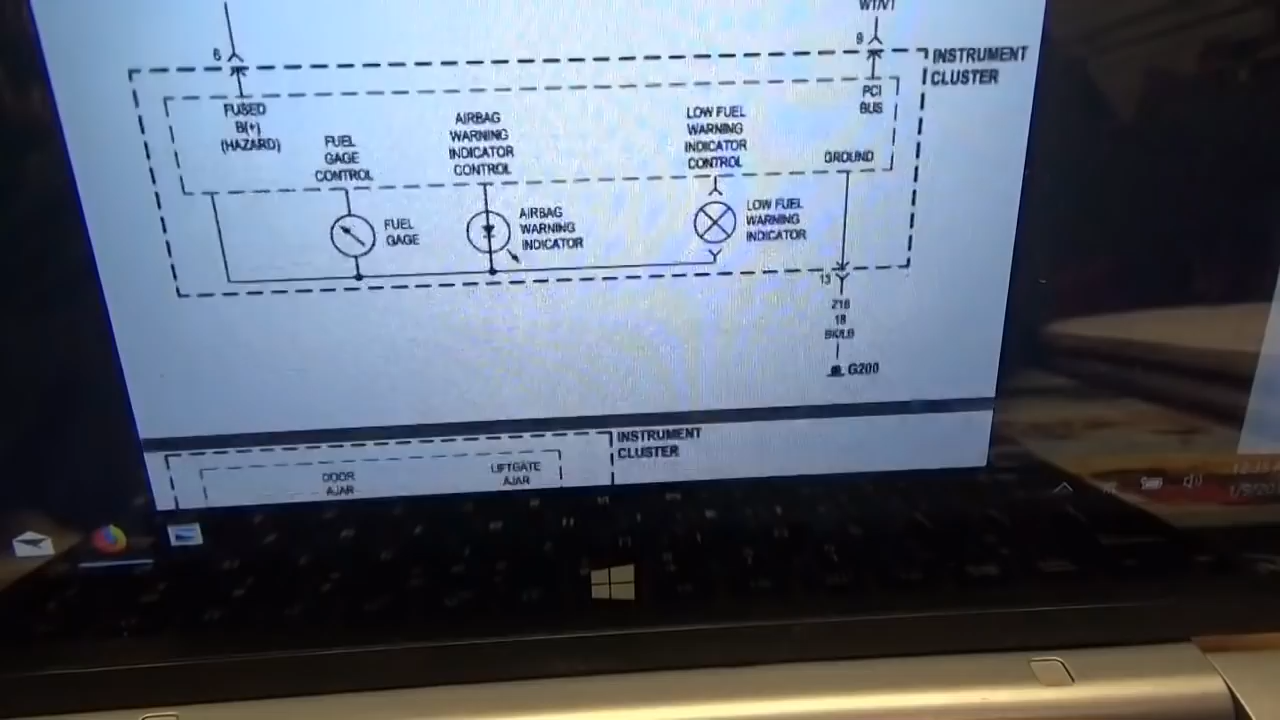 6
9
INSTRUMENT
CLUSTER
FUSED
B(+)
(HAZARD)
FUEL
GAGE
CONTROL
AIRBAG
WARNING
INDICATOR
CONTROL
LOW FUEL
WARNING
INDICATOR
CONTROL
PCI
BUS
GROUND
FUEL
GAGE
AIRBAG
WARNING
INDICATOR
LOW FUEL
WARNING
INDICATOR
13
18
G200
INSTRUMENT
CLUSTER
DOOR
AJAR
LIFTGATE
AJAR